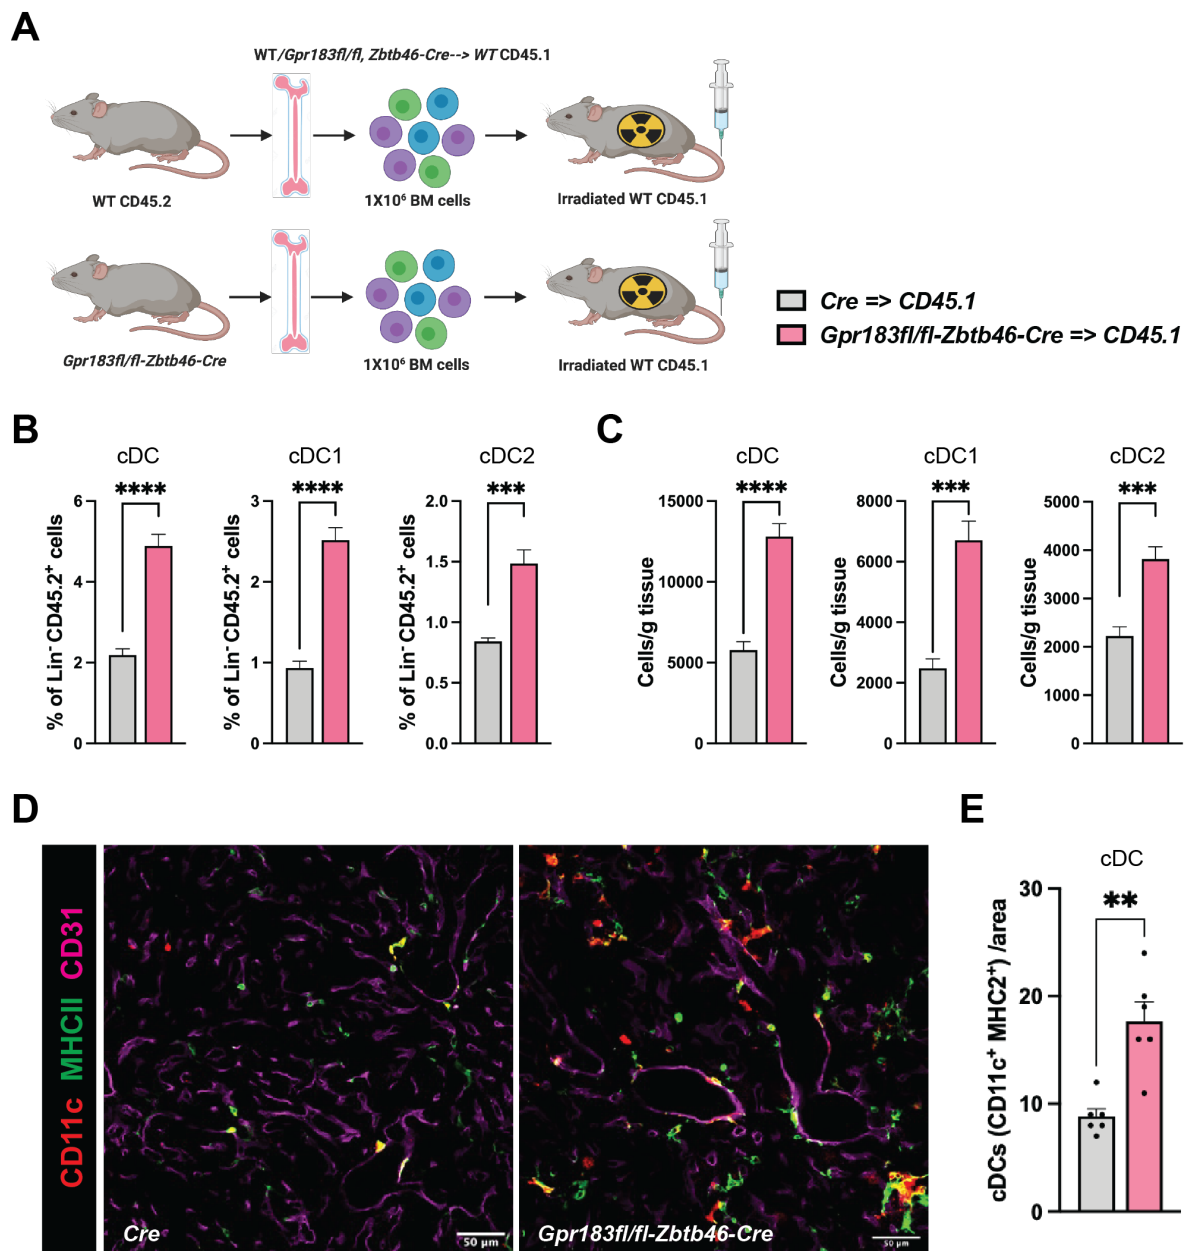 A
WT/Gpr183fl/fl, Zbtb46-Cre--> WT CD45.1
WT CD45.2
1X10⁶ BM cells
Irradiated WT CD45.1
Gpr183fl/fl-Zbtb46-Cre
1X10⁶ BM cells
Irradiated WT CD45.1
Cre => CD45.1
Gpr183fl/fl-Zbtb46-Cre => CD45.1
B
cDC
****
% of Lin⁻ CD45.2⁺ cells
6
4
2
0
cDC1
****
% of Lin⁻ CD45.2⁺ cells
3
2
1
0
cDC2
***
% of Lin⁻ CD45.2⁺ cells
2.0
1.5
1.0
0.5
0.0
C
cDC
****
Cells/g tissue
15000
10000
5000
0
cDC1
***
Cells/g tissue
8000
6000
4000
2000
0
cDC2
***
Cells/g tissue
5000
4000
3000
2000
1000
0
D
CD11c MHCII CD31
Cre
50 µm
Gpr183fl/fl-Zbtb46-Cre
50 µm
E
cDC
**
cDCs (CD11c⁺ MHC2⁺) /area
30
20
10
0